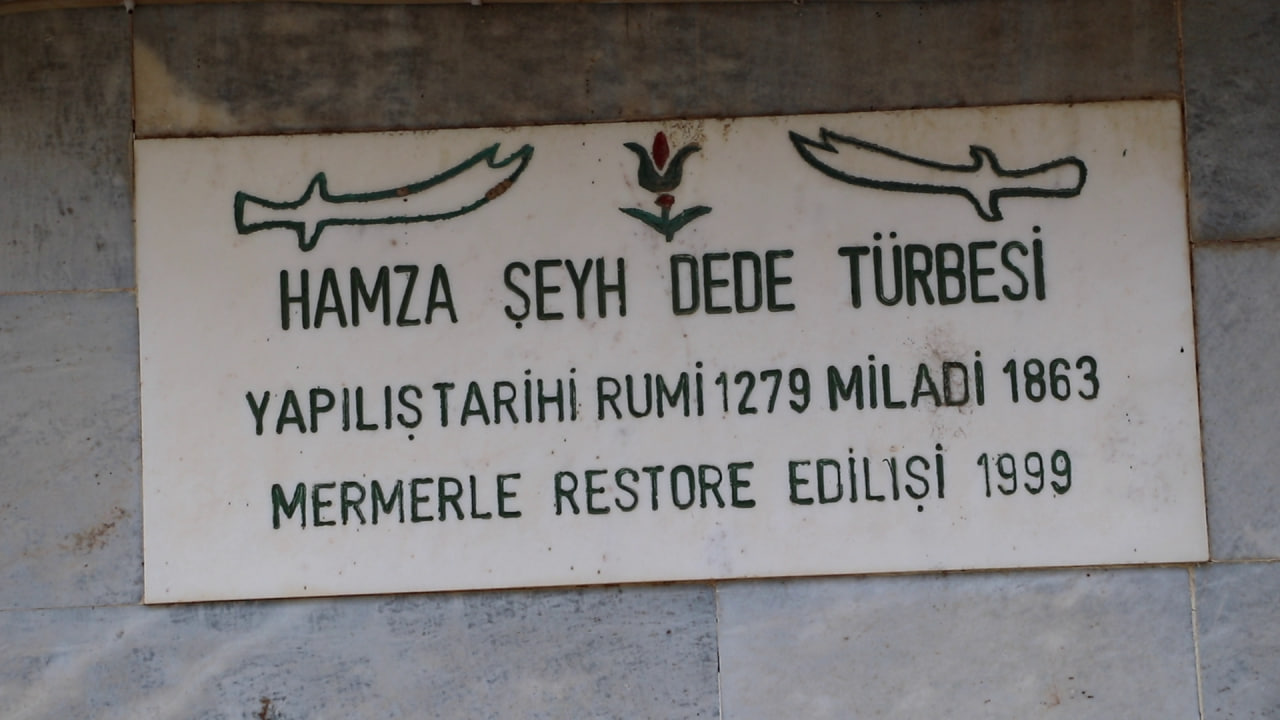 HAMZA ŞEYH DEDE TÜRBESİ
YAPILIŞ TARİHİ RUMİ 1279 MİLADİ 1863
MERMERLE RESTORE EDİLİŞİ 1999